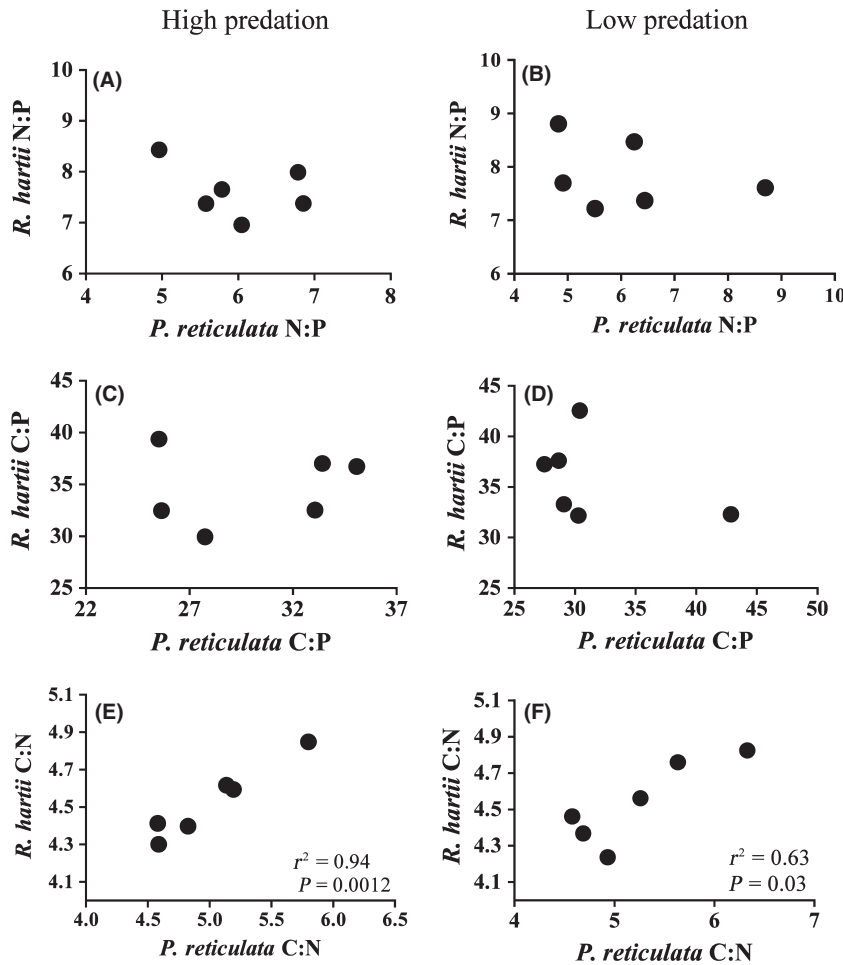 High predation
Low predation
(A)
10
9
8
7
6
R. hartii N:P
4 5 6 7 8
P. reticulata N:P
(B)
10
9
8
7
6
R. hartii N:P
4 5 6 7 8 9 10
P. reticulata N:P
(C)
45
40
35
30
25
R. hartii C:P
22 27 32 37
P. reticulata C:P
(D)
45
40
35
30
25
R. hartii C:P
25 30 35 40 45 50
P. reticulata C:P
(E)
5.1
4.9
4.7
4.5
4.3
4.1
R. hartii C:N
r² = 0.94
P = 0.0012
4.0 4.5 5.0 5.5 6.0 6.5
P. reticulata C:N
(F)
5.1
4.9
4.7
4.5
4.3
4.1
R. hartii C:N
r² = 0.63
P = 0.03
4 5 6 7
P. reticulata C:N